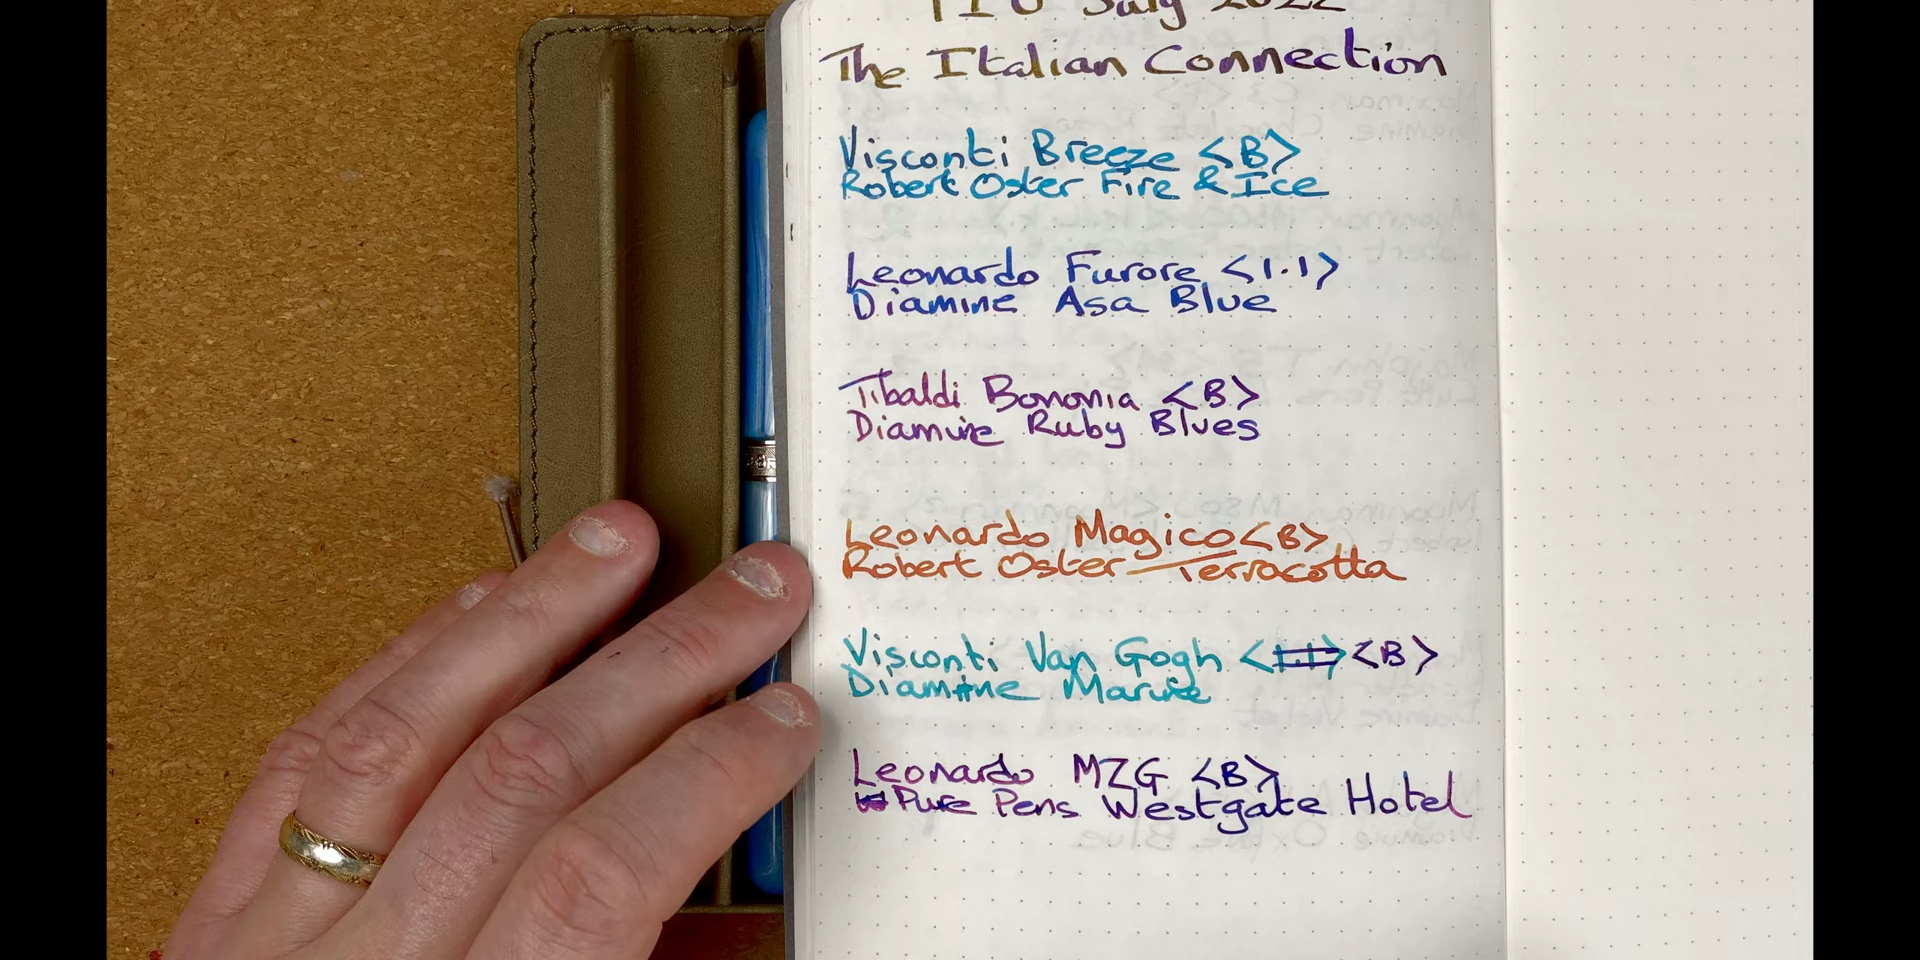 July 2022
The Italian Connection
Visconti Breeze <B>
Robert Oster Fire & Ice
Leonardo Furore <1.1>
Diamine Asa Blue
Tibaldi Bononia <B>
Diamine Ruby Blues
Leonardo Magico <B>
Robert Oster Terracotta
Visconti Van Gogh <1.1> <B>
Diamine Marine
Leonardo MZG <B>
Pure Pens Westgate Hotel